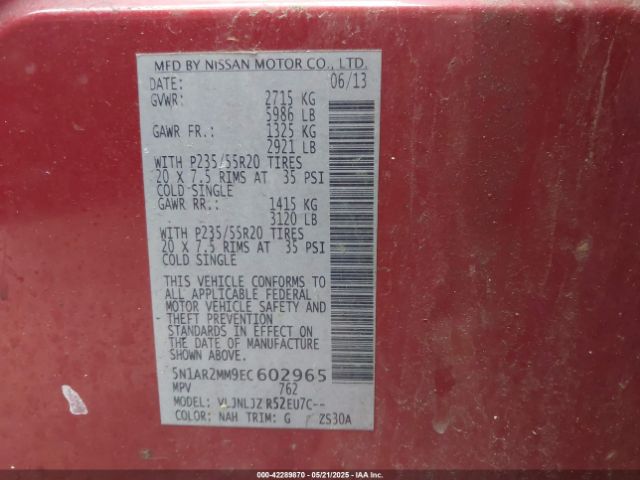 MFD BY NISSAN MOTOR CO., LTD.
DATE: 06/13
GVWR: 2715 KG
5986 LB
GAWR FR.: 1325 KG
2921 LB
WITH P235/55R20 TIRES
20 X 7.5 RIMS AT 35 PSI
COLD SINGLE
GAWR RR.: 1415 KG
3120 LB
WITH P235/55R20 TIRES
20 X 7.5 RIMS AT 35 PSI
COLD SINGLE
THIS VEHICLE CONFORMS TO
ALL APPLICABLE FEDERAL
MOTOR VEHICLE SAFETY AND
THEFT PREVENTION
STANDARDS IN EFFECT ON
THE DATE OF MANUFACTURE
SHOWN ABOVE.
5N1AR2MM9EC602965
MPV 762
MODEL: R52EU7C--
COLOR: NAH TRIM: G ZS30A
000-42289870 - 05/21/2025 - IAAI.CA